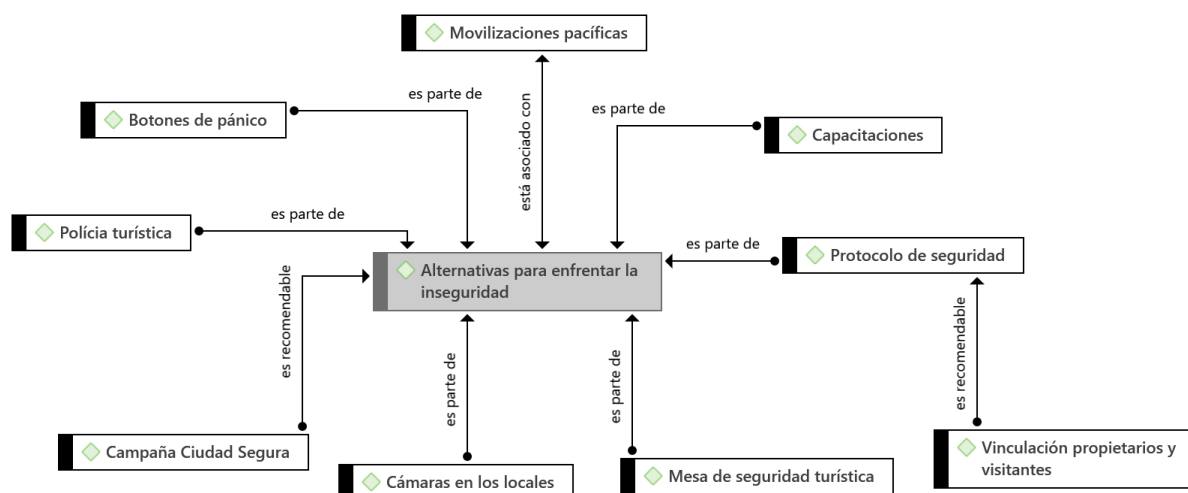 Movilizaciones pacíficas
es parte de
es parte de
Botones de pánico
Capacitaciones
está asociado con
es parte de
Polícia turística
es parte de
Protocolo de seguridad
Alternativas para enfrentar la
inseguridad
es recomendable
es parte de
es parte de
es recomendable
Campaña Ciudad Segura
Vinculación propietarios y
visitantes
Cámaras en los locales
Mesa de seguridad turística